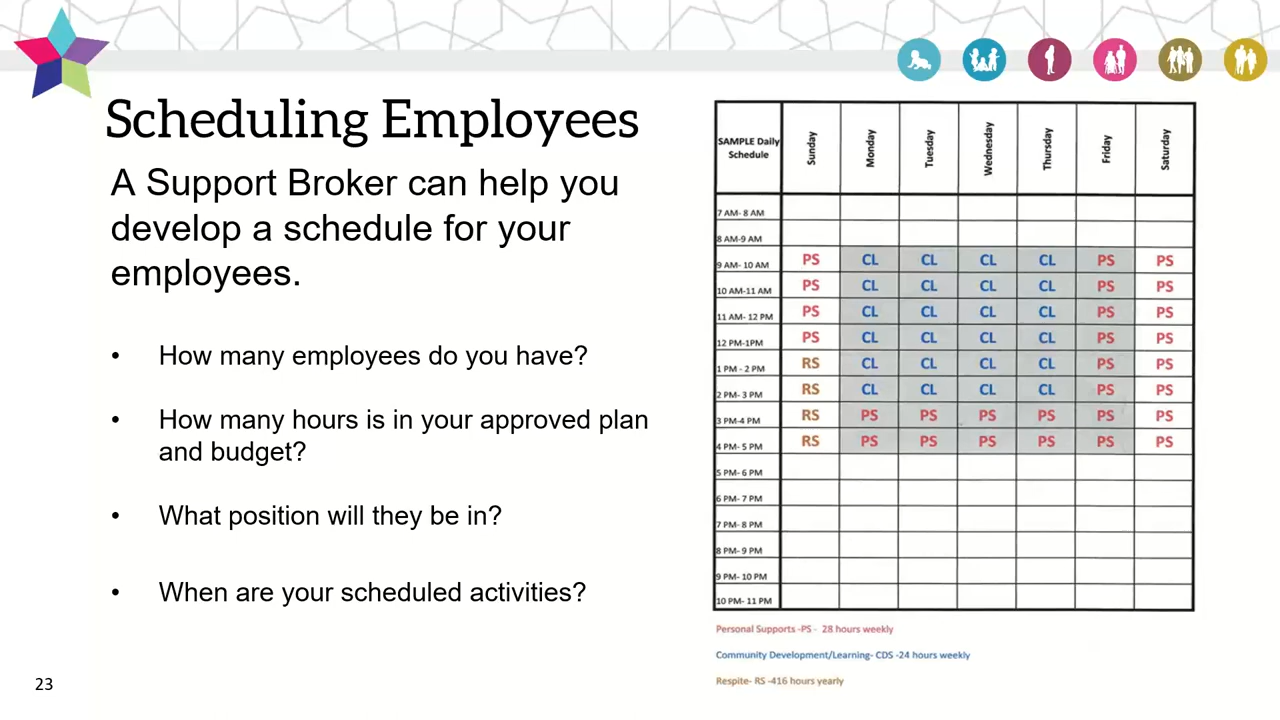 Scheduling Employees
A Support Broker can help you
develop a schedule for your
employees.
• How many employees do you have?
• How many hours is in your approved plan
and budget?
• What position will they be in?
• When are your scheduled activities?
23
SAMPLE Daily Schedule Sunday Monday Tuesday Wednesday Thursday Friday Saturday
7 AM- 8 AM
8 AM-9 AM
9 AM- 10 AM PS CL CL CL CL PS PS
10 AM-11 AM PS CL CL CL CL PS PS
11 AM- 12 PM PS CL CL CL CL PS PS
12 PM-1PM PS CL CL CL CL PS PS
1 PM - 2 PM RS CL CL CL CL PS PS
2 PM- 3 PM RS CL CL CL CL PS PS
3 PM-4 PM RS PS PS PS PS PS PS
4 PM- 5 PM RS PS PS PS PS PS PS
5 PM- 6 PM
6 PM- 7 PM
7 PM- 8 PM
8 PM- 9 PM
9 PM- 10 PM
10 PM- 11 PM
Personal Supports -PS - 28 hours weekly
Community Development/Learning- CDS -24 hours weekly
Respite- RS -416 hours yearly